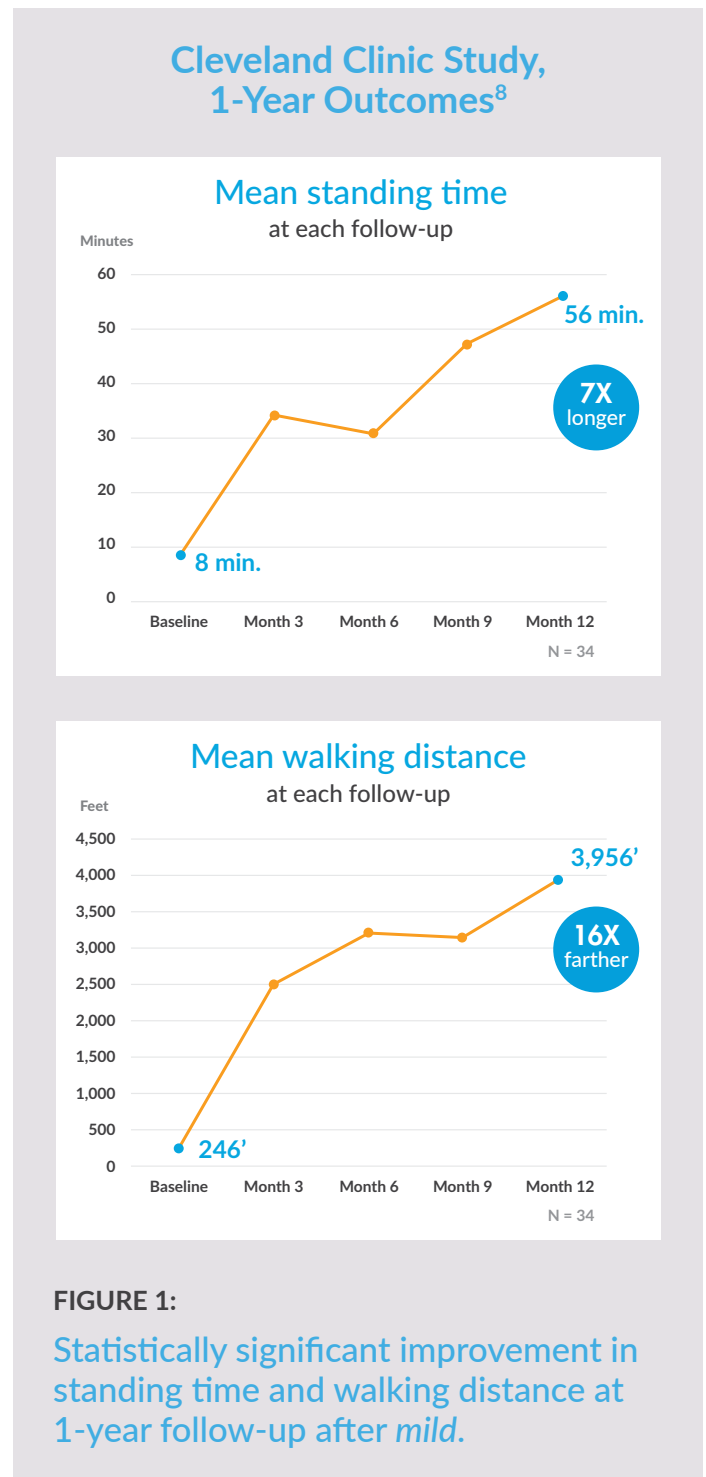 Cleveland Clinic Study,
1-Year Outcomes⁸
Mean standing time
at each follow-up
Minutes
60
50
40
30
20
10
0
56 min.
7X
longer
8 min.
Baseline Month 3 Month 6 Month 9 Month 12
N = 34
Mean walking distance
at each follow-up
Feet
4,500
4,000
3,500
3,000
2,500
2,000
1,500
1,000
500
0
3,956’
16X
farther
246’
Baseline Month 3 Month 6 Month 9 Month 12
N = 34
FIGURE 1:
Statistically significant improvement in
standing time and walking distance at
1-year follow-up after mild.